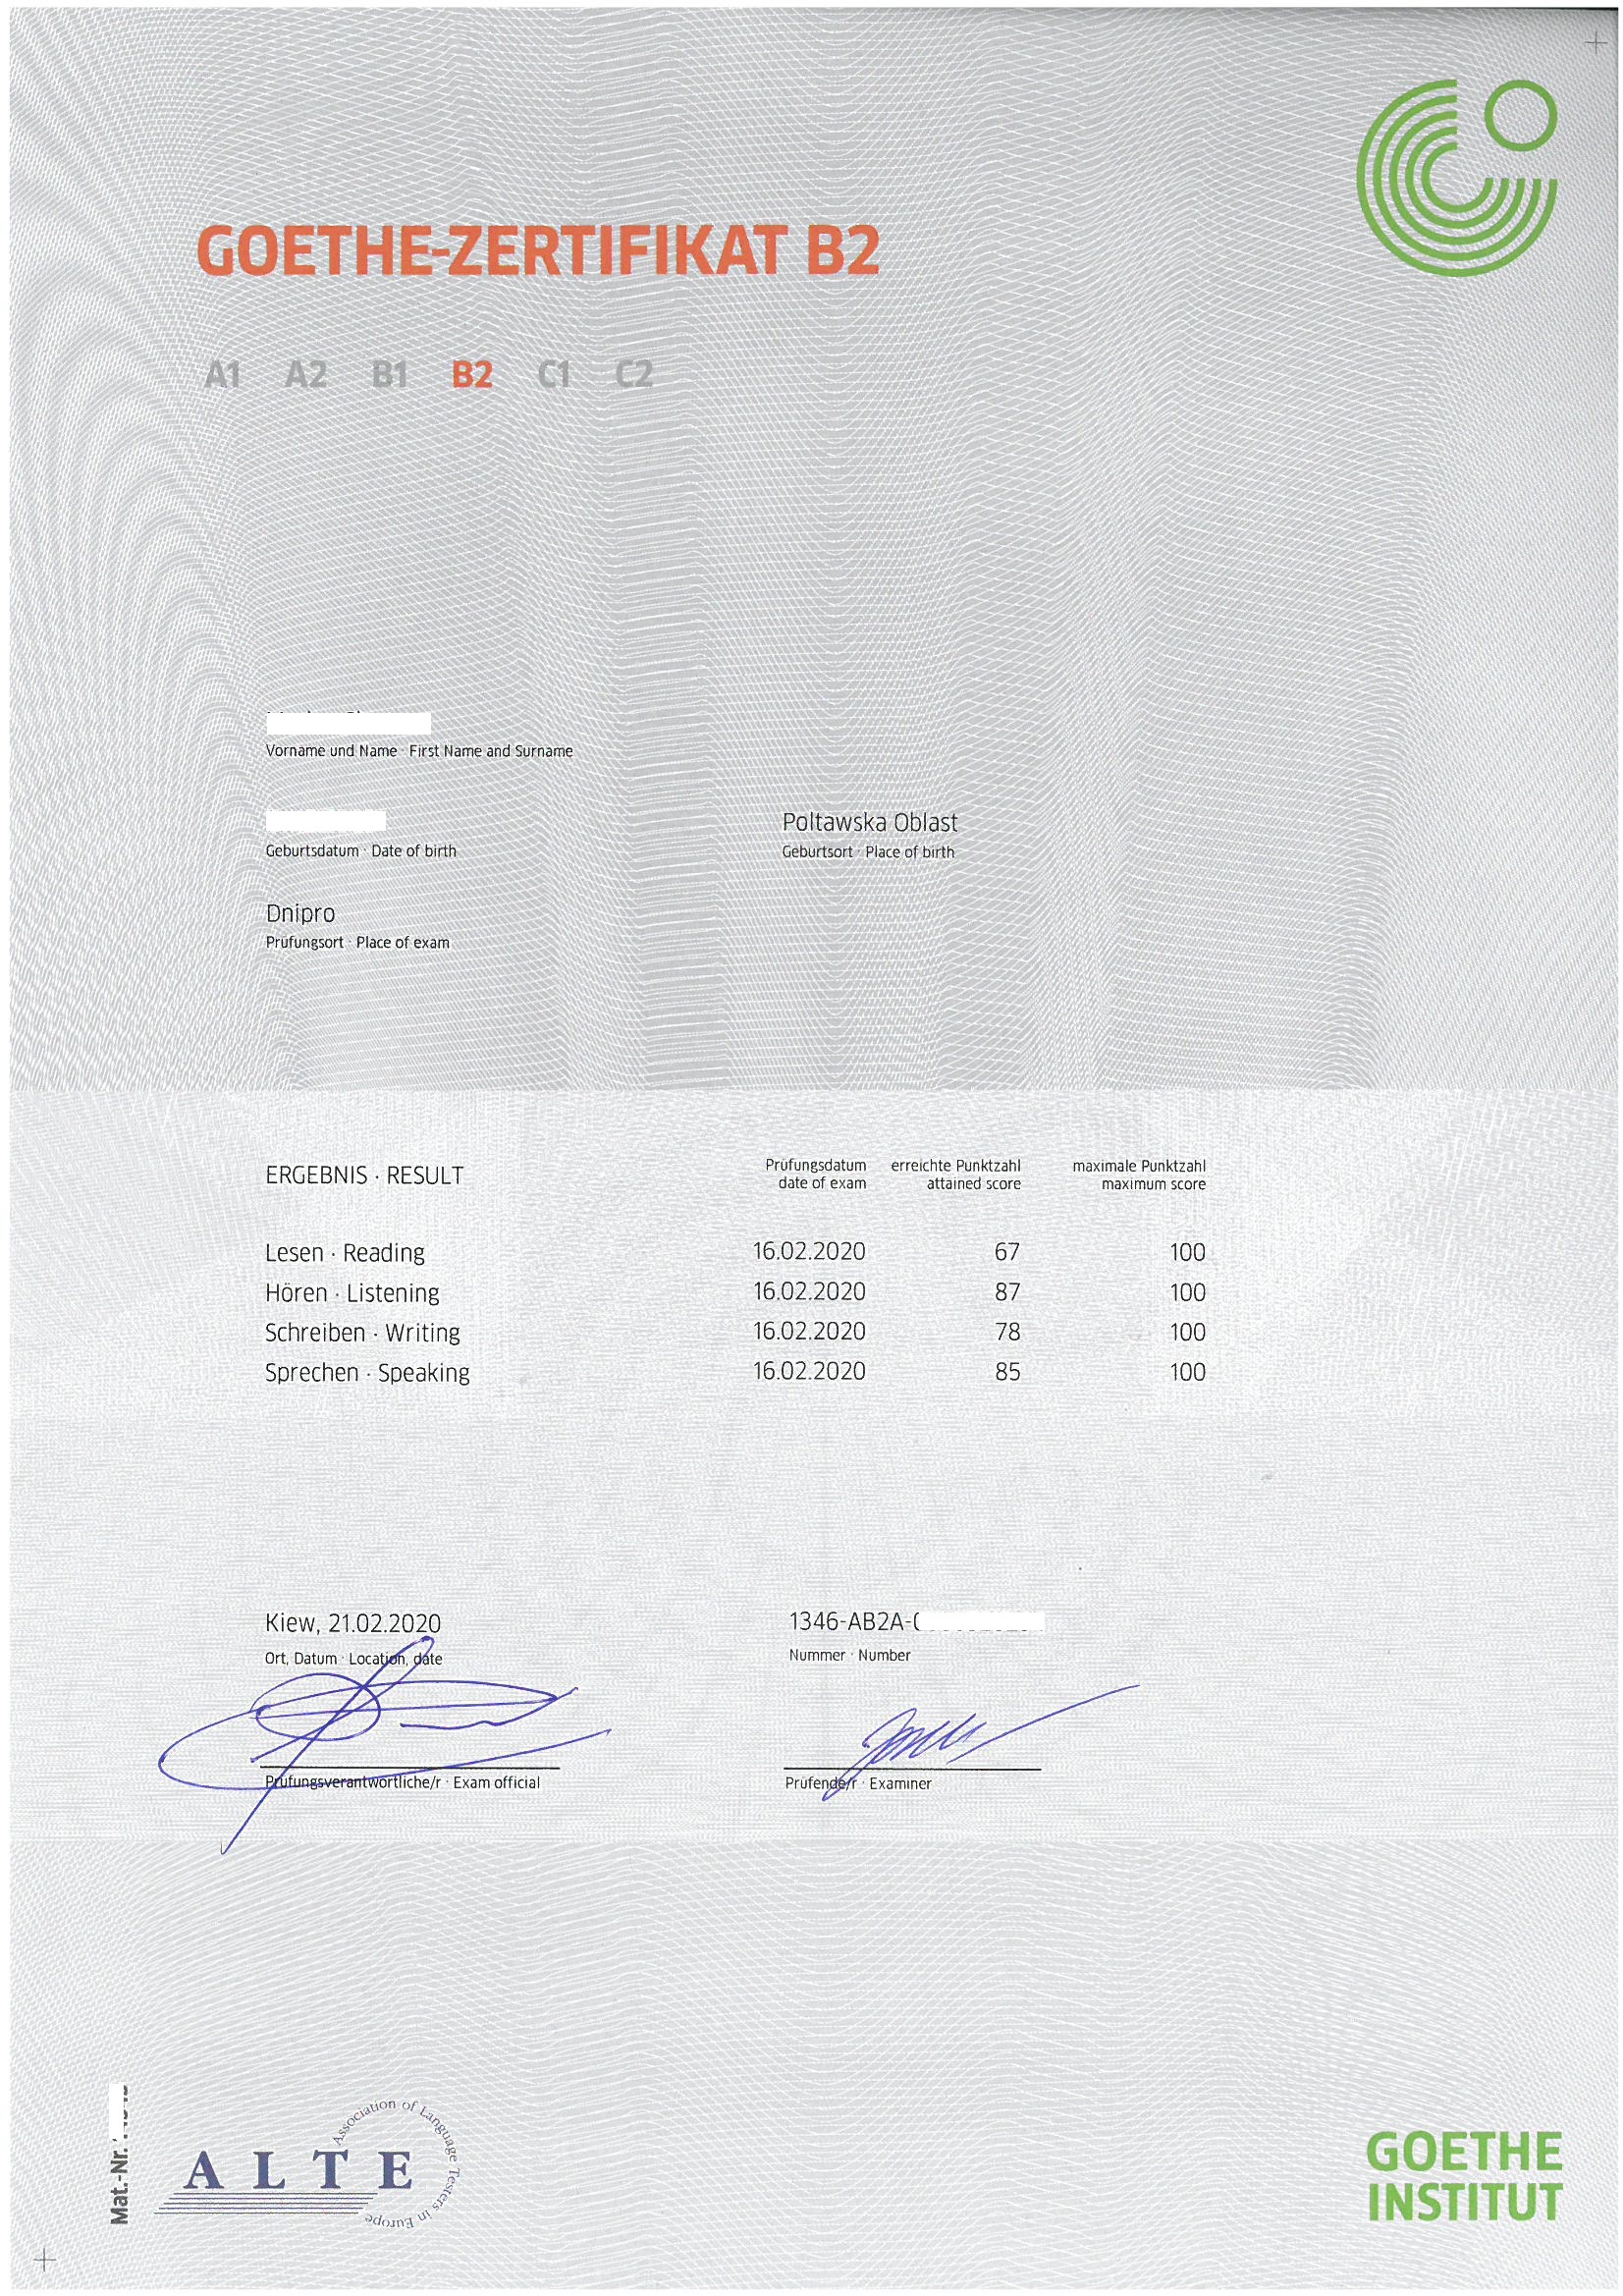 GOETHE-ZERTIFIKAT B2
A1 A2 B1 B2 C1 C2
Vorname und Name · First Name and Surname
Geburtsdatum · Date of birth
Poltawska Oblast
Geburtsort · Place of birth
Dnipro
Prüfungsort · Place of exam
ERGEBNIS · RESULT
Prüfungsdatum erreichte Punktzahl maximale Punktzahl
date of exam attained score maximum score
Lesen · Reading 16.02.2020 67 100
Hören · Listening 16.02.2020 87 100
Schreiben · Writing 16.02.2020 78 100
Sprechen · Speaking 16.02.2020 85 100
Kiew, 21.02.2020
Ort, Datum · Location, date
1346-AB2A-
Nummer · Number
Prüfungsverantwortliche/r · Exam official
Prüfende/r · Examiner
Mat.-Nr.
ALTE
Association of Language Testers in Europe
GOETHE
INSTITUT